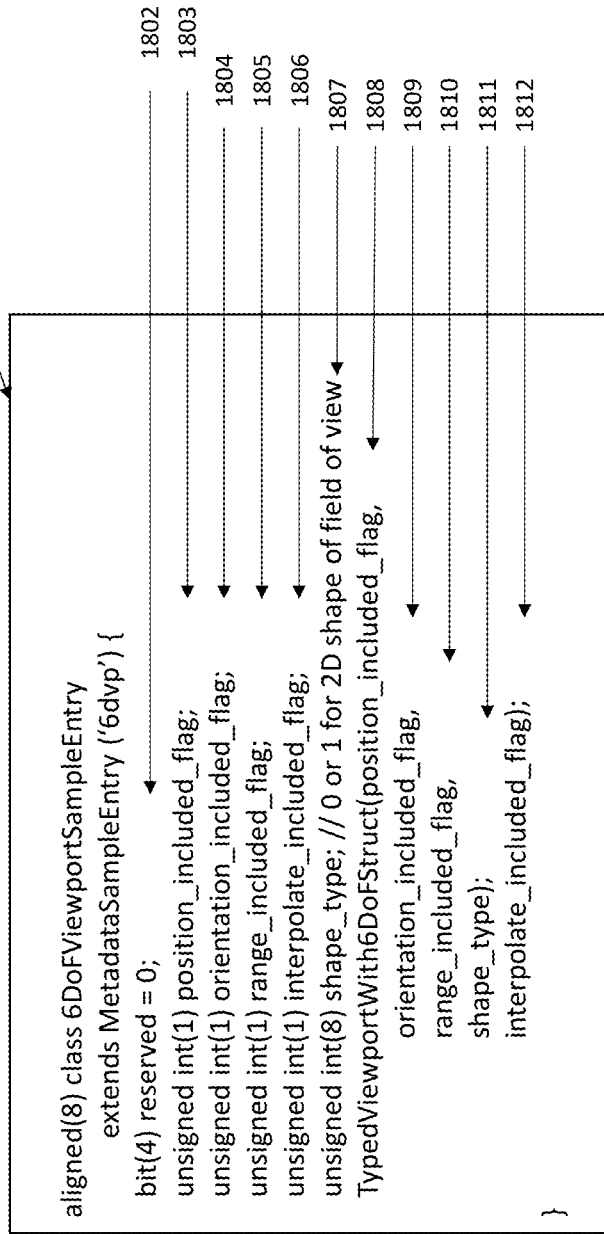 aligned(8) class 6DoFViewportSampleEntry
extends MetadataSampleEntry (‘6dvp’) {
bit(4) reserved = 0;
unsigned int(1) position_included_flag;
unsigned int(1) orientation_included_flag;
unsigned int(1) range_included_flag;
unsigned int(1) interpolate_included_flag;
unsigned int(8) shape_type; // 0 or 1 for 2D shape of field of view
TypedViewportWith6DoFStruct(position_included_flag,
orientation_included_flag,
range_included_flag,
shape_type);
interpolate_included_flag);
}
1802
1803
1804
1805
1806
1807
1808
1809
1810
1811
1812